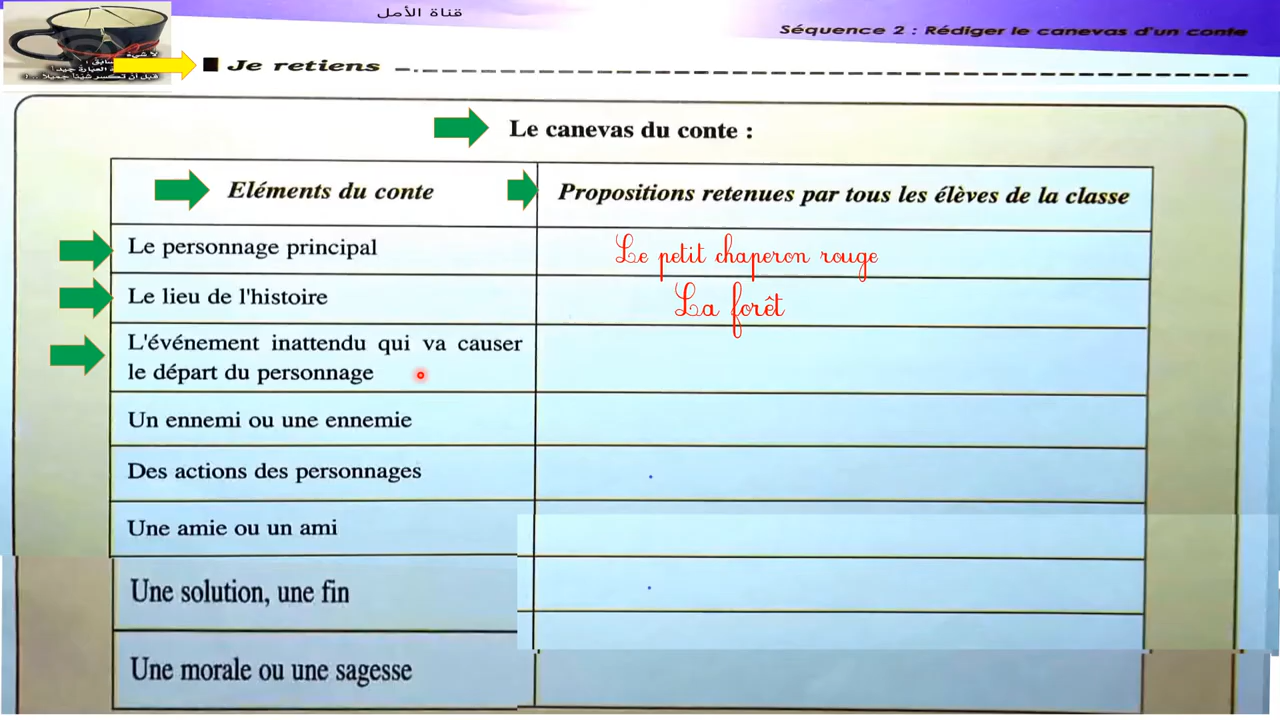 قناة الأمل
Séquence 2 : Rédiger le canevas d'un conte
Je retiens
Le canevas du conte :
Eléments du conte
Propositions retenues par tous les élèves de la classe
Le personnage principal
Le petit chaperon rouge
Le lieu de l'histoire
La forêt
L'événement inattendu qui va causer
le départ du personnage
Un ennemi ou une ennemie
Des actions des personnages
Une amie ou un ami
Une solution, une fin
Une morale ou une sagesse